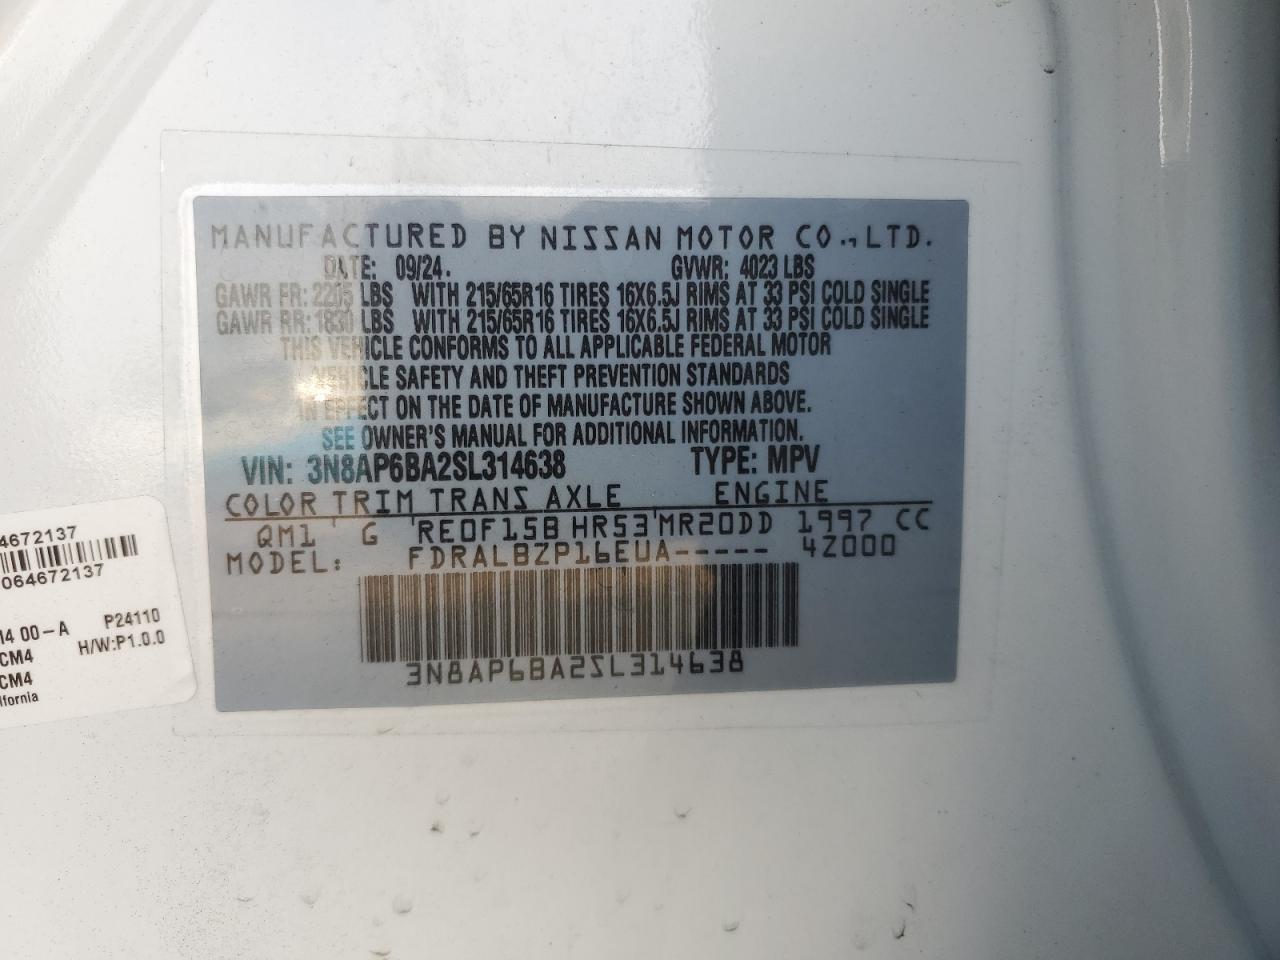 MANUFACTURED BY NISSAN MOTOR CO., LTD.
DATE: 09/24. GVWR: 4023 LBS
GAWR FR: 2205 LBS WITH 215/65R16 TIRES 16X6.5J RIMS AT 33 PSI COLD SINGLE
GAWR RR: 1830 LBS WITH 215/65R16 TIRES 16X6.5J RIMS AT 33 PSI COLD SINGLE
THIS VEHICLE CONFORMS TO ALL APPLICABLE FEDERAL MOTOR
VEHICLE SAFETY AND THEFT PREVENTION STANDARDS
IN EFFECT ON THE DATE OF MANUFACTURE SHOWN ABOVE.
SEE OWNER'S MANUAL FOR ADDITIONAL INFORMATION.
VIN: 3N8AP6BA2SL314638 TYPE: MPV
COLOR TRIM TRANS AXLE ENGINE
QM1 G RE0F15B HR53 MR20DD 1997 CC
MODEL: FDRALBZP16EUA----- 42000
3N8AP6BA2SL314638
4672137
064672137
14 00-A P24110
CM4 H/W:P1.0.0
CM4
lifornia